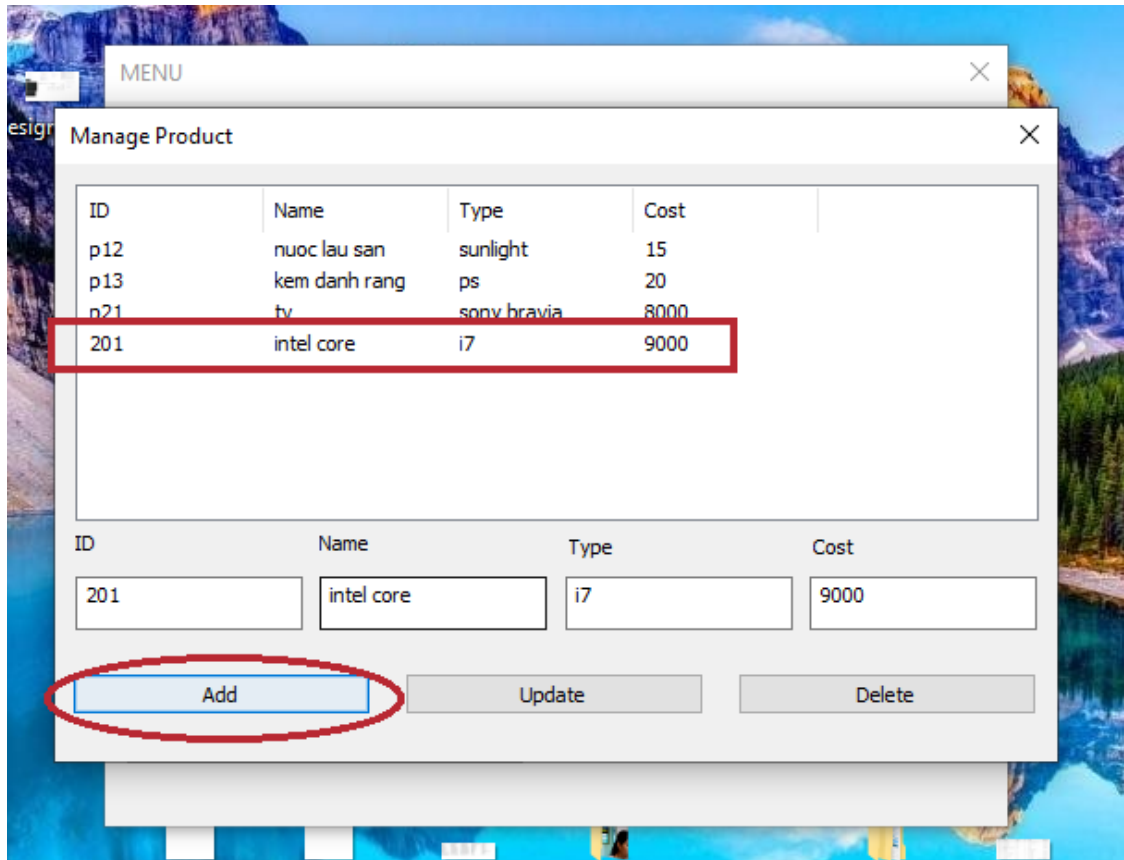 MENU
esign
Manage Product
ID Name Type Cost
p12 nuoc lau san sunlight 15
p13 kem danh rang ps 20
p21 tv sony bravia 8000
201 intel core i7 9000
ID Name Type Cost
201 intel core i7 9000
Add Update Delete